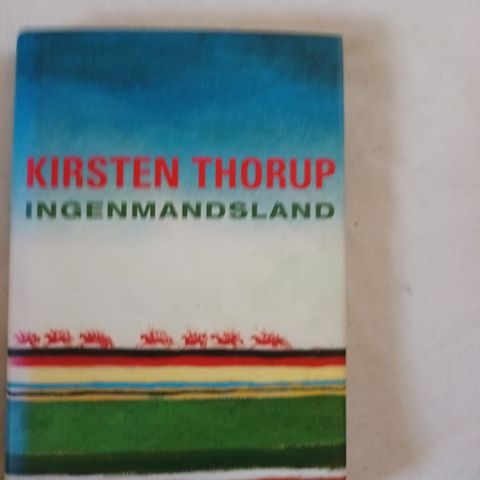 KIRSTEN THORUP
INGENMANDSLAND